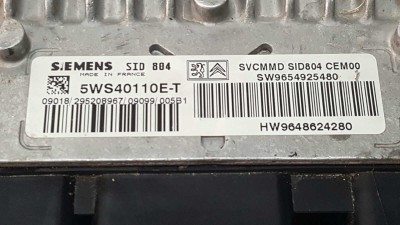 SIEMENS SID 804
MADE IN FRANCE
5WS40110E-T
09018/295208967/09099/005B1
SVCMMD SID804 CEM00
SW9654925480
HW9648624280